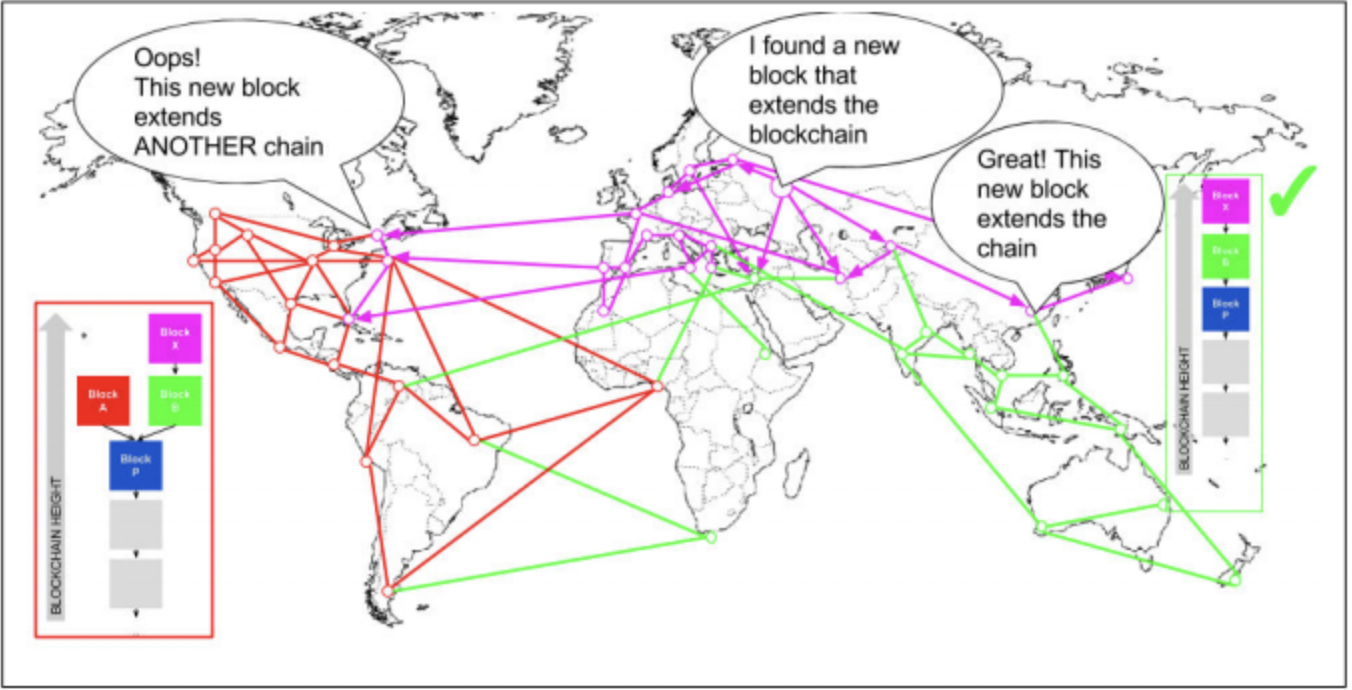 Oops!
This new block
extends
ANOTHER chain
I found a new
block that
extends the
blockchain
Great! This
new block
extends the
chain
BLOCKCHAIN HEIGHT
Block
X
Block
A
Block
B
Block
P
BLOCKCHAIN HEIGHT
Block
X
Block
B
Block
P